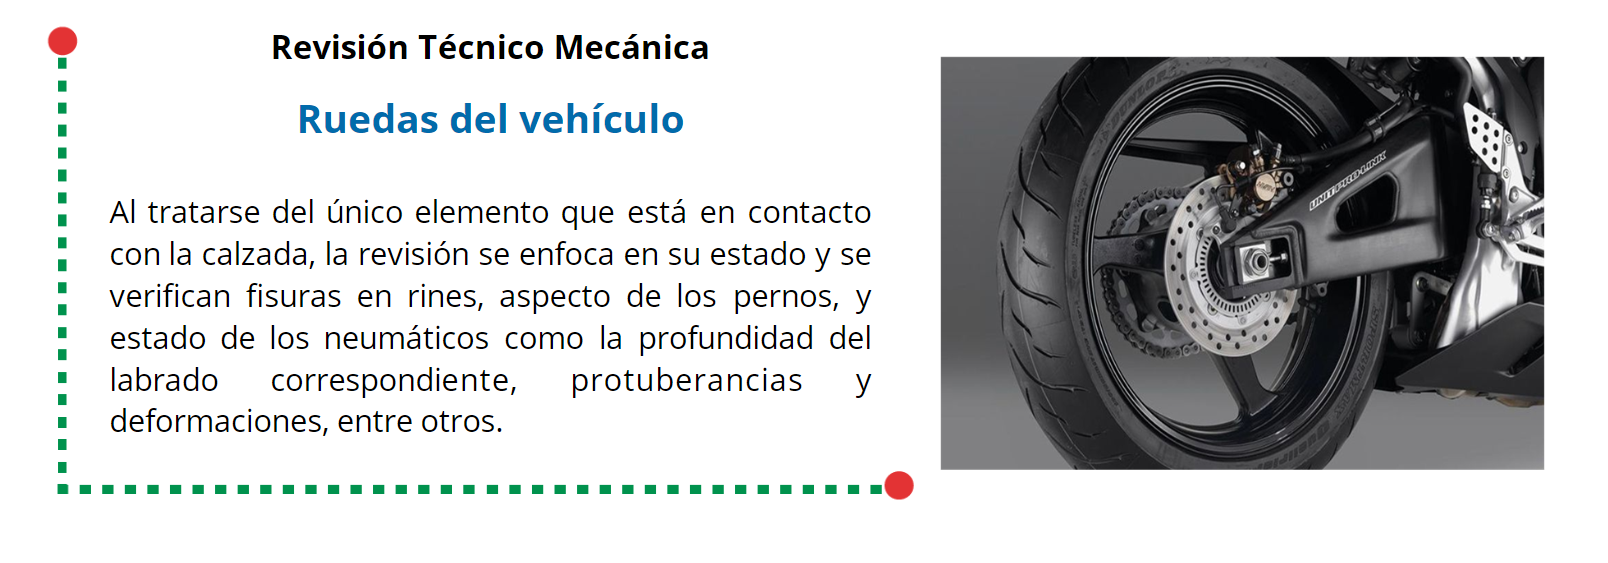 Revisión Técnico Mecánica
Ruedas del vehículo
Al tratarse del único elemento que está en contacto
con la calzada, la revisión se enfoca en su estado y se
verifican fisuras en rines, aspecto de los pernos, y
estado de los neumáticos como la profundidad del
labrado correspondiente, protuberancias y
deformaciones, entre otros.
DUNLOP
UNIT PRO-LINK